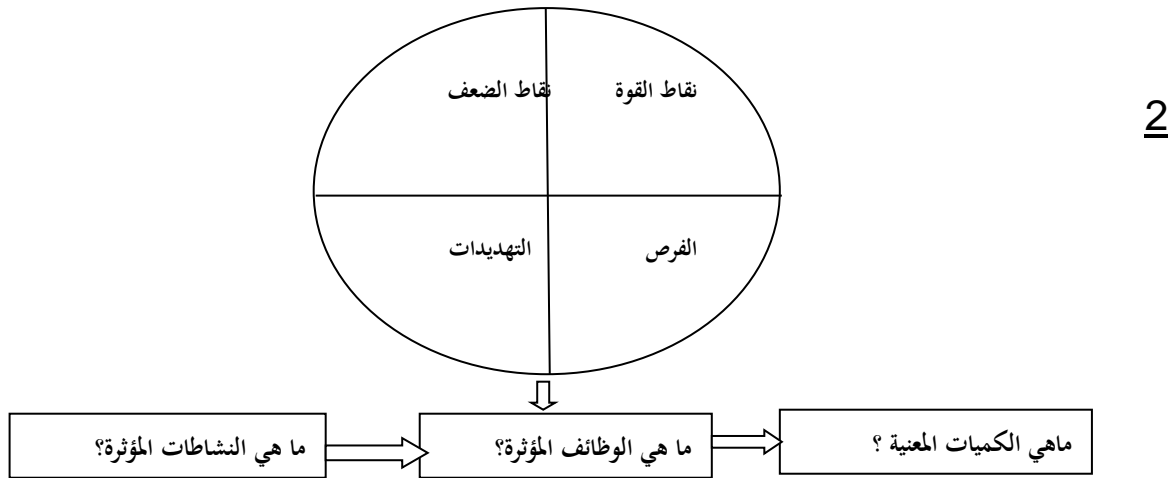 نقاط القوة
نقاط الضعف
2
الفرص
التهديدات
ماهي الكميات المعنية ؟
ما هي الوظائف المؤثرة؟
ما هي النشاطات المؤثرة؟